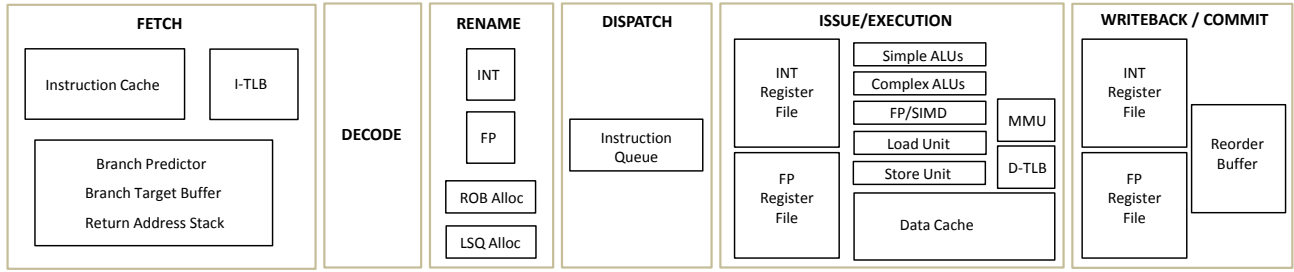 FETCH
Instruction Cache
I-TLB
Branch Predictor
Branch Target Buffer
Return Address Stack
DECODE
RENAME
INT
FP
ROB Alloc
LSQ Alloc
DISPATCH
Instruction
Queue
ISSUE/EXECUTION
INT
Register
File
FP
Register
File
Simple ALUs
Complex ALUs
FP/SIMD
Load Unit
Store Unit
MMU
D-TLB
Data Cache
WRITEBACK / COMMIT
INT
Register
File
FP
Register
File
Reorder
Buffer